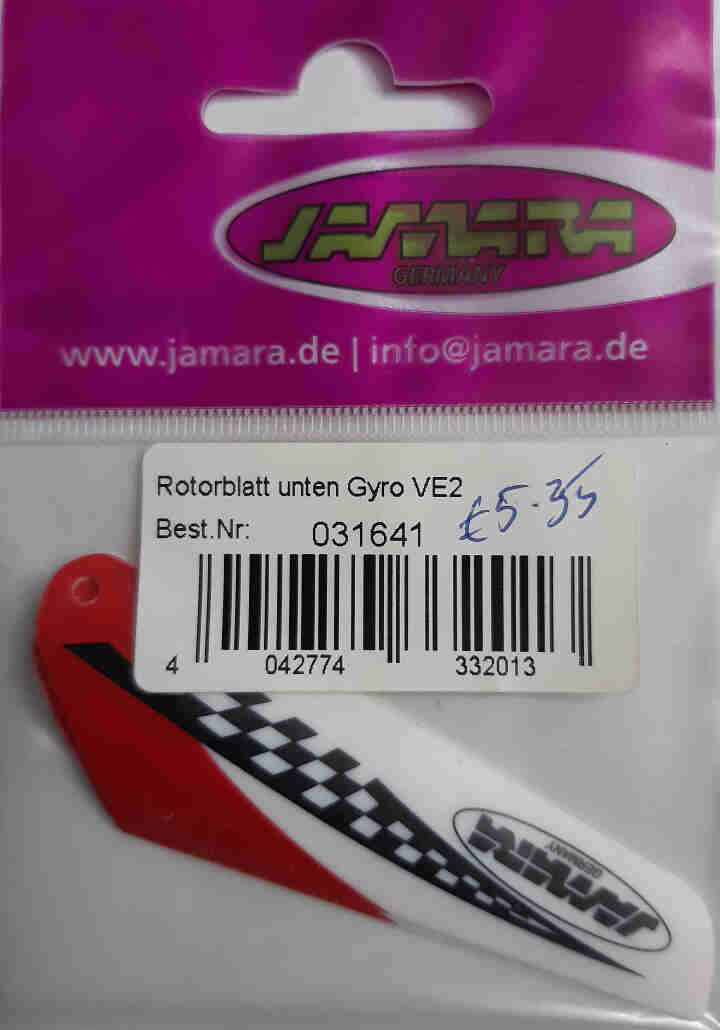 JAMARA
GERMANY
www.jamara.de | info@jamara.de
Rotorblatt unten Gyro VE2
Best.Nr: 031641 £5-35
4 042774 332013
JAMARA
GERMANY